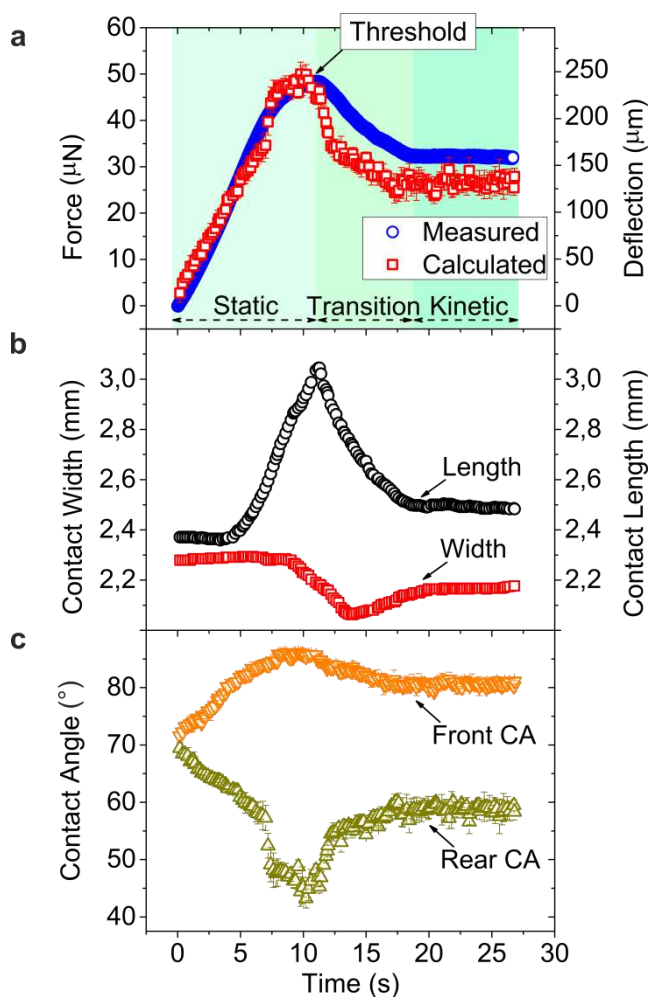 a
60
50
40
30
20
10
0
Force (µN)
250
200
150
100
50
0
Deflection (µm)
Threshold
Measured
Calculated
Static
Transition
Kinetic
b
3,0
2,8
2,6
2,4
2,2
Contact Width (mm)
3,0
2,8
2,6
2,4
2,2
Contact Length (mm)
Length
Width
c
80
70
60
50
40
Contact Angle (°)
Front CA
Rear CA
0 5 10 15 20 25 30
Time (s)